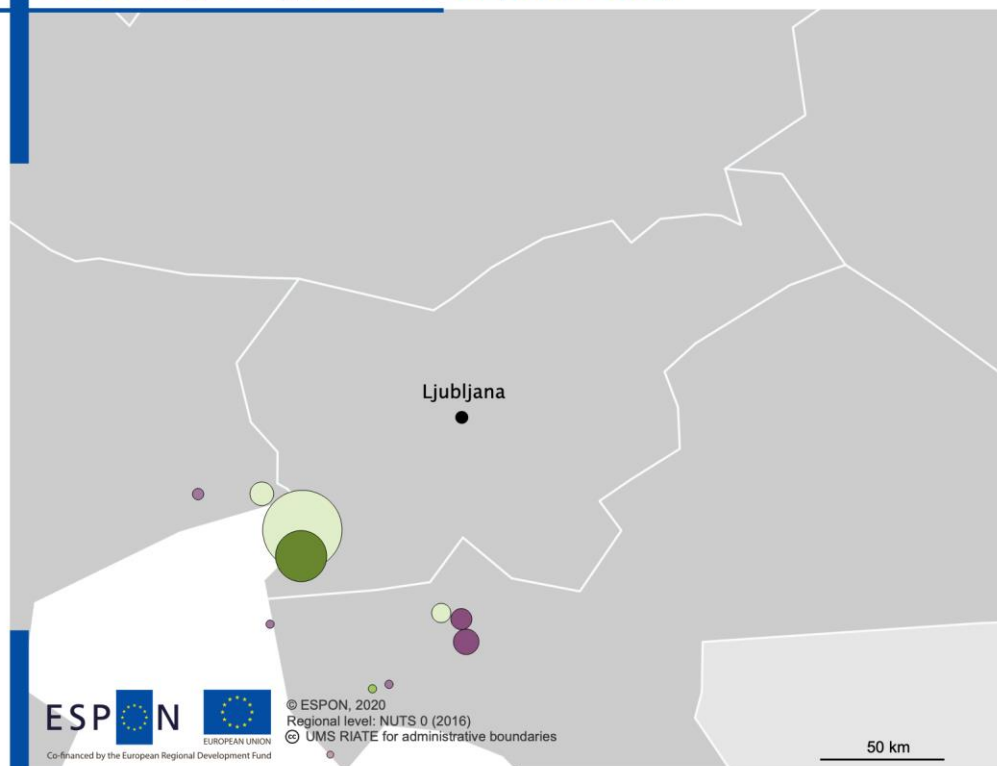 Ljubljana
ESPON
EUROPEAN UNION
Co-financed by the European Regional Development Fund
© ESPON, 2020
Regional level: NUTS 0 (2016)
cc UMS RIATE for administrative boundaries
50 km